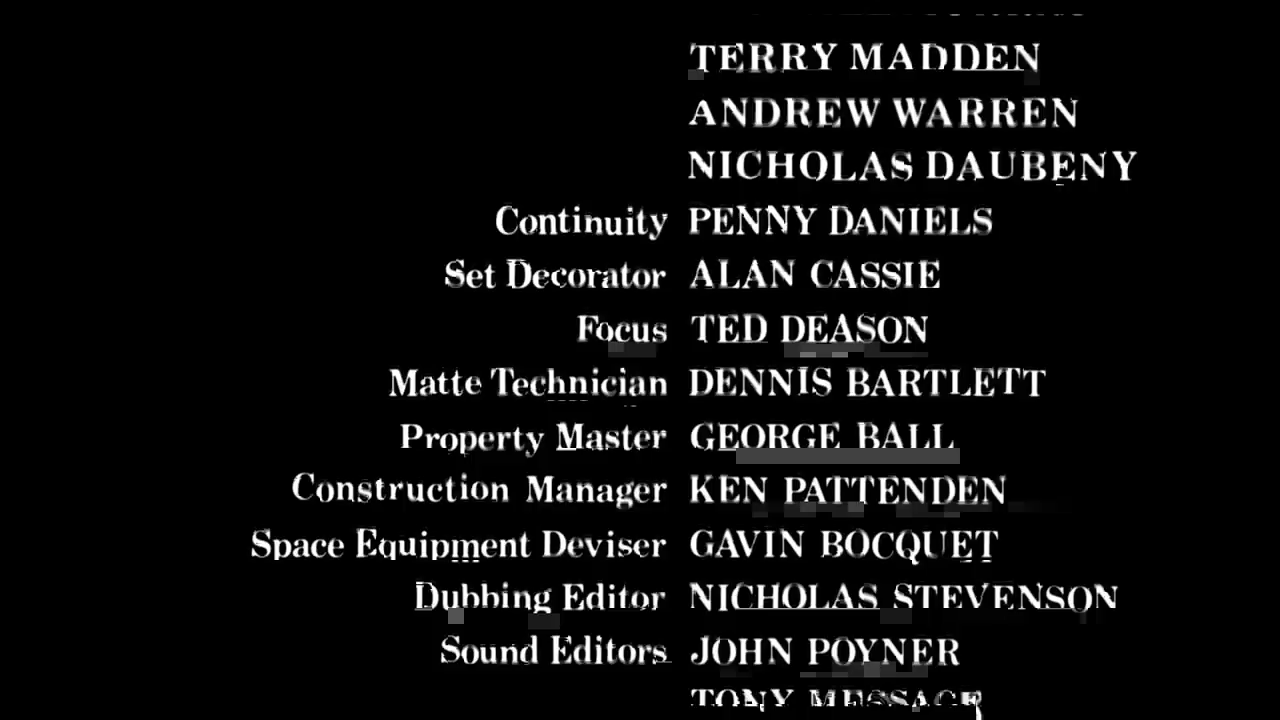 TERRY MADDEN
ANDREW WARREN
NICHOLAS DAUBENY
Continuity PENNY DANIELS
Set Decorator ALAN CASSIE
Focus TED DEASON
Matte Technician DENNIS BARTLETT
Property Master GEORGE BALL
Construction Manager KEN PATTENDEN
Space Equipment Deviser GAVIN BOCQUET
Dubbing Editor NICHOLAS STEVENSON
Sound Editors JOHN POYNER
TONY MESSAGE